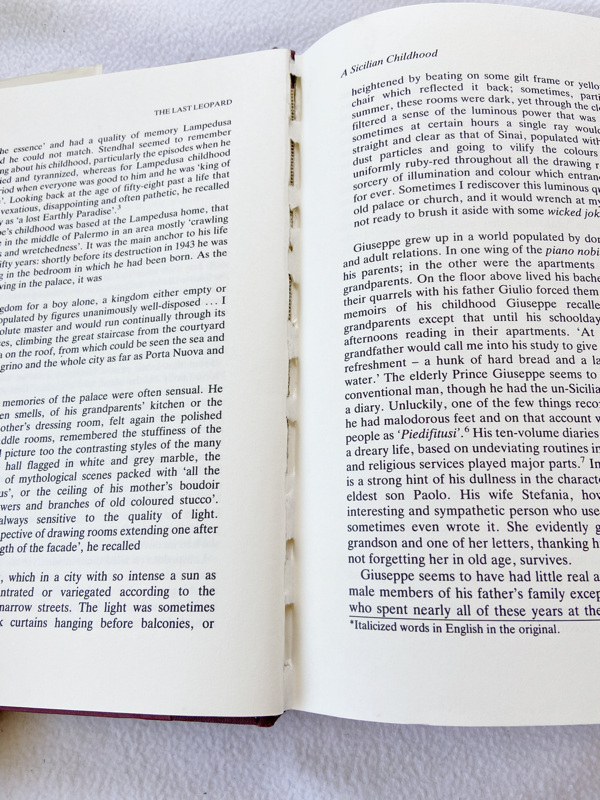 THE LAST LEOPARD
he essence' and had a quality of memory Lampedusa
d he could not match. Stendhal seemed to remember
ng about his childhood, particularly the episodes when he
ied and tyrannized, whereas for Lampedusa childhood
riod when everyone was good to him and he was 'king of
'. Looking back at the age of fifty-eight past a life that
vexatious, disappointing and often pathetic, he recalled
y as 'a lost Earthly Paradise'.³
pe's childhood was based at the Lampedusa home, that
e in the middle of Palermo in an area mostly 'crawling
s and wretchedness'. It was the main anchor to his life
fifty years: shortly before its destruction in 1943 he was
g in the bedroom in which he had been born. As the
ving in the palace, it was
gdom for a boy alone, a kingdom either empty or
opulated by figures unanimously well-disposed ... I
olute master and would run continually through its
es, climbing the great staircase from the courtyard
a on the roof, from which could be seen the sea and
grino and the whole city as far as Porta Nuova and
memories of the palace were often sensual. He
en smells, of his grandparents' kitchen or the
other's dressing room, felt again the polished
ddle rooms, remembered the stuffiness of the
d picture too the contrasting styles of the many
hall flagged in white and grey marble, the
of mythological scenes packed with 'all the
us', or the ceiling of his mother's boudoir
wers and branches of old coloured stucco'.
always sensitive to the quality of light.
spective of drawing rooms extending one after
gth of the facade', he recalled
, which in a city with so intense a sun as
entrated or variegated according to the
narrow streets. The light was sometimes
k curtains hanging before balconies, or
A Sicilian Childhood
heightened by beating on some gilt frame or yello
chair which reflected it back; sometimes, parti
summer, these rooms were dark, yet through the clo
filtered a sense of the luminous power that was
sometimes at certain hours a single ray would
straight and clear as that of Sinai, populated with
dust particles and going to vilify the colours
uniformly ruby-red throughout all the drawing r
sorcery of illumination and colour which entranc
for ever. Sometimes I rediscover this luminous qu
old palace or church, and it would wrench at my
not ready to brush it aside with some wicked jok
Giuseppe grew up in a world populated by dom
and adult relations. In one wing of the piano nobi
his parents; in the other were the apartments
grandparents. On the floor above lived his bache
their quarrels with his father Giulio forced them
memoirs of his childhood Giuseppe recalle
grandparents except that until his schoolday
afternoons reading in their apartments. 'At
grandfather would call me into his study to give
refreshment – a hunk of hard bread and a la
water.' The elderly Prince Giuseppe seems to
conventional man, though he had the un-Sicilia
a diary. Unluckily, one of the few things reco
he had malodorous feet and on that account w
people as 'Piedifitusi'.⁶ His ten-volume diaries
a dreary life, based on undeviating routines in
and religious services played major parts.⁷ In
is a strong hint of his dullness in the characte
eldest son Paolo. His wife Stefania, how
interesting and sympathetic person who use
sometimes even wrote it. She evidently g
grandson and one of her letters, thanking h
not forgetting her in old age, survives.
Giuseppe seems to have had little real a
male members of his father's family excep
who spent nearly all of these years at the
*Italicized words in English in the original.